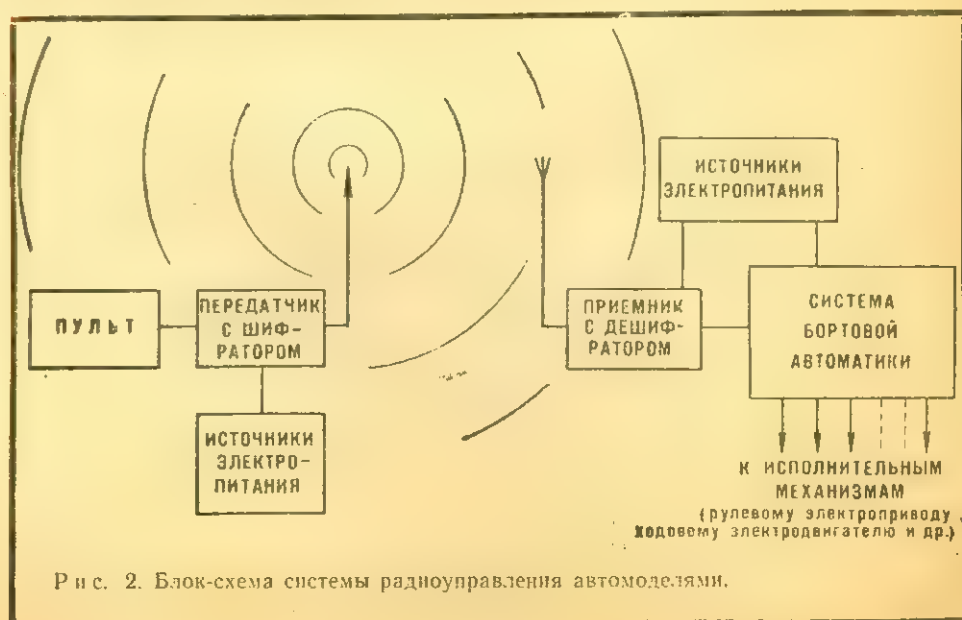 ПУЛЬТ
ПЕРЕДАТЧИК
С ШИФ-
РАТОРОМ
ИСТОЧНИКИ
ЭЛЕКТРО-
ПИТАНИЯ
ИСТОЧНИКИ
ЭЛЕКТРОПИТАНИЯ
ПРИЕМНИК
С ДЕШИФ-
РАТОРОМ
СИСТЕМА
БОРТОВОЙ
АВТОМАТИКИ
К ИСПОЛНИТЕЛЬНЫМ
МЕХАНИЗМАМ
(рулевому электроприводу,
ходовому электродвигателю и др.)
Рис. 2. Блок-схема системы радиоуправления автомоделями.